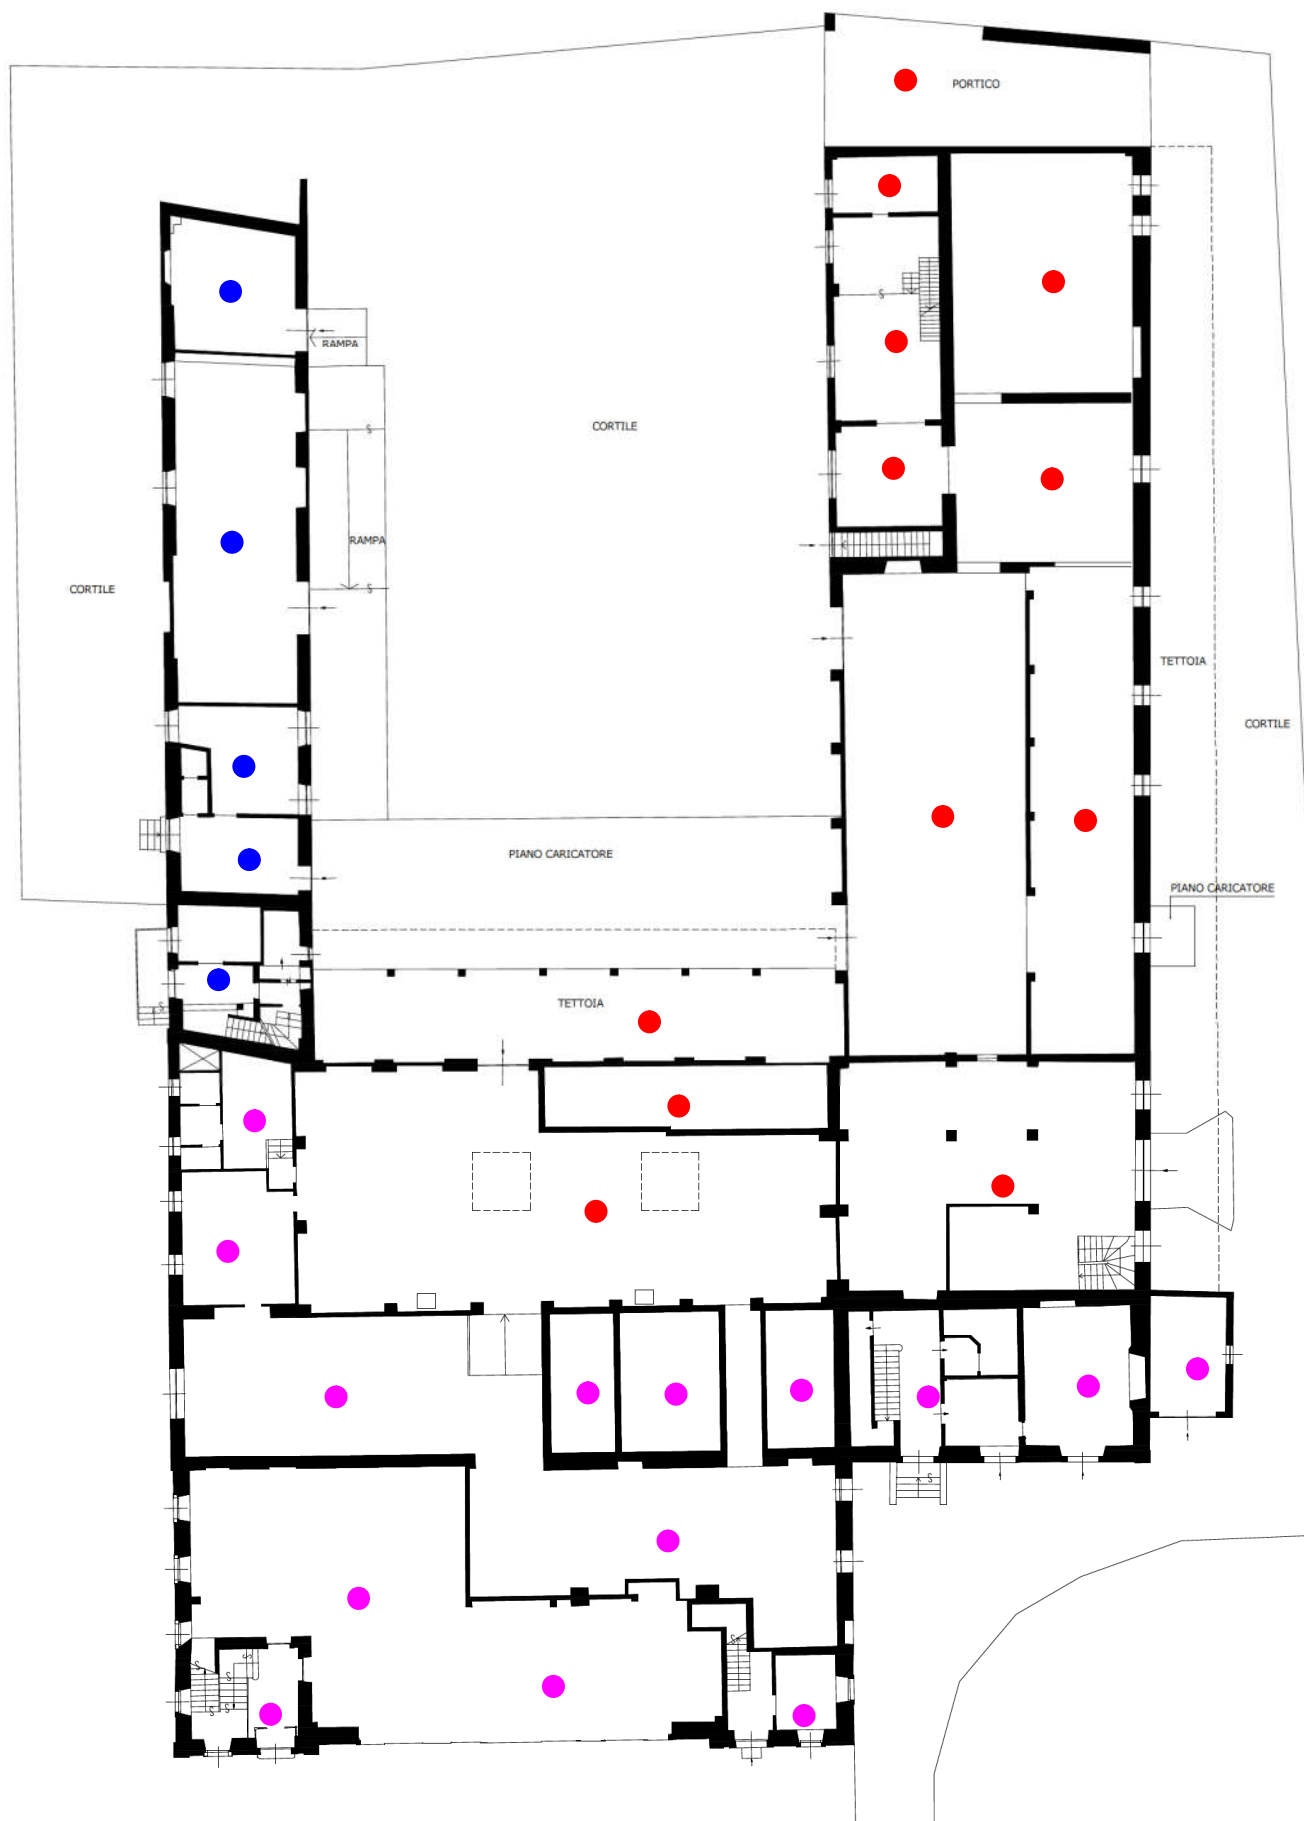 PORTICO
RAMPA
CORTILE
RAMPA
CORTILE
TETTOIA
CORTILE
PIANO CARICATORE
PIANO CARICATORE
TETTOIA